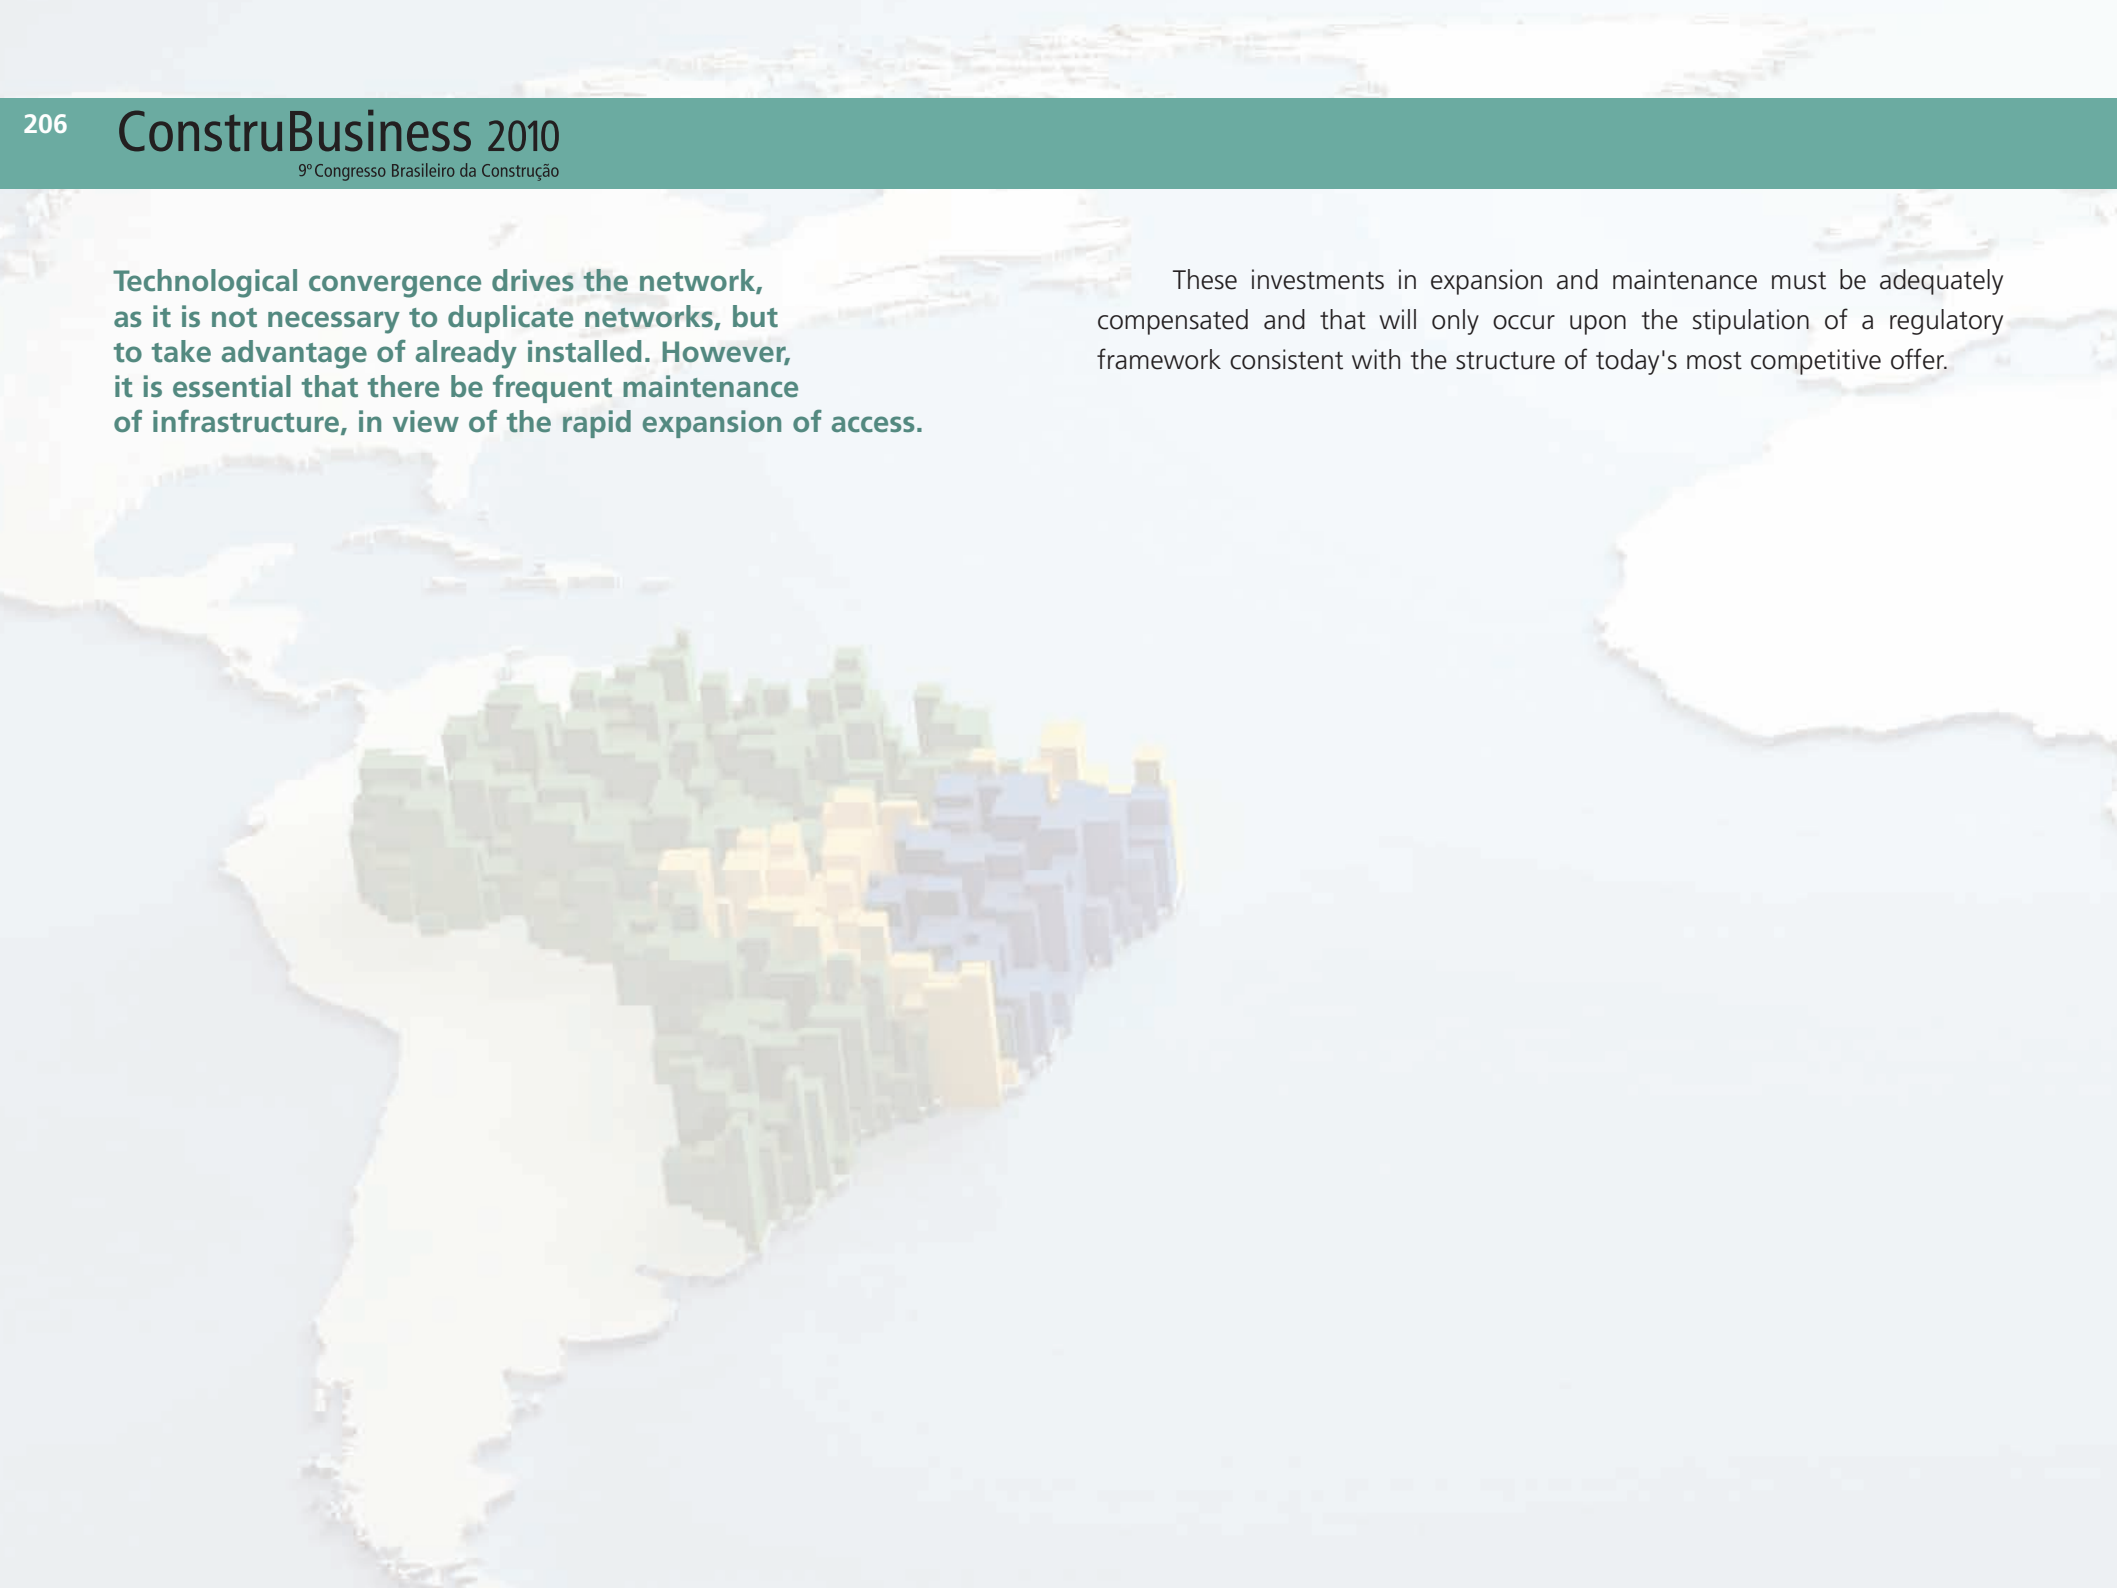 206
ConstruBusiness 2010
9º Congresso Brasileiro da Construção
Technological convergence drives the network,
as it is not necessary to duplicate networks, but
to take advantage of already installed. However,
it is essential that there be frequent maintenance
of infrastructure, in view of the rapid expansion of access.
These investments in expansion and maintenance must be adequately
compensated and that will only occur upon the stipulation of a regulatory
framework consistent with the structure of today's most competitive offer.